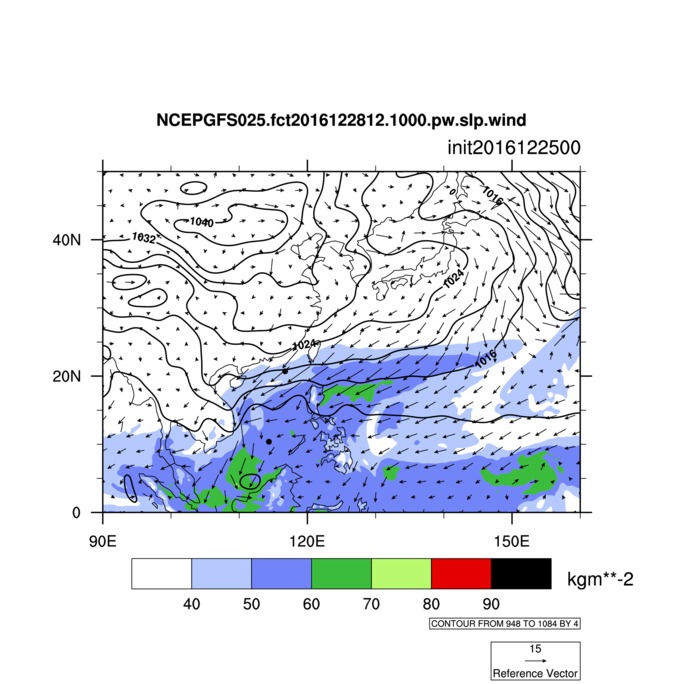 NCEPGFS025.fct2016122812.1000.pw.slp.wind
init2016122500
1016
0
1040
1032
40N
1024
1024
1016
20N
0
90E 120E 150E
kgm**-2
40 50 60 70 80 90
CONTOUR FROM 948 TO 1084 BY 4
15
Reference Vector